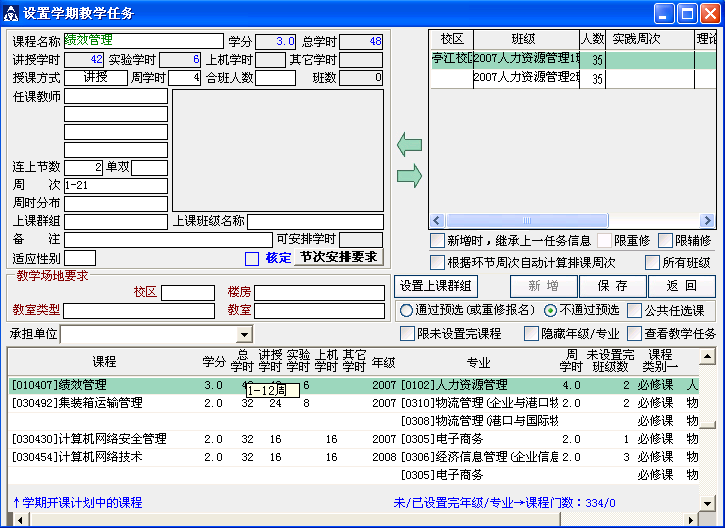 设置学期教学任务
课程名称 绩效管理 学分 3.0 总学时 48
讲授学时 42 实验学时 6 上机学时 其它学时
授课方式 讲授 周学时 4 合班人数 班数 0
任课教师
连上节数 2 单双
周 次 1-21
周时分布
上课群组 上课班级名称
备 注 可安排学时
适应性别 核定 节次安排要求
教学场地要求
校区 楼房
教室类型 教室
承担单位
校区 班级 人数 实践周次 理论
亭江校区 2007人力资源管理1班 35
2007人力资源管理2班 35
新增时，继承上一任务信息 限重修 限辅修
根据环节周次自动计算排课周次 所有班级
设置上课群组 新 增 保 存 返 回
通过预选(或重修报名) 不通过预选 公共任选课
限未设置完课程 隐藏年级/专业 查看教学任务
课程 学分 总学时 讲授学时 实验学时 上机学时 其它学时 年级 专业 周学时 未设置完班级数 课程类别一
[010407]绩效管理 3.0 6 2007 [0102]人力资源管理 4.0 2 必修课 人
1-12周
[030492]集装箱运输管理 2.0 32 24 8 2007 [0310]物流管理(企业与港口物 2.0 2 必修课 物
[0308]物流管理(港口与国际物 必修课 物
[030430]计算机网络安全管理 2.0 32 16 16 2007 [0305]电子商务 2.0 1 必修课 物
[030454]计算机网络技术 2.0 32 16 16 2008 [0306]经济信息管理(企业信息 2.0 3 必修课 物
[0305]电子商务 必修课 物
↑学期开课计划中的课程 未/已设置完年级/专业→课程门数：334/0